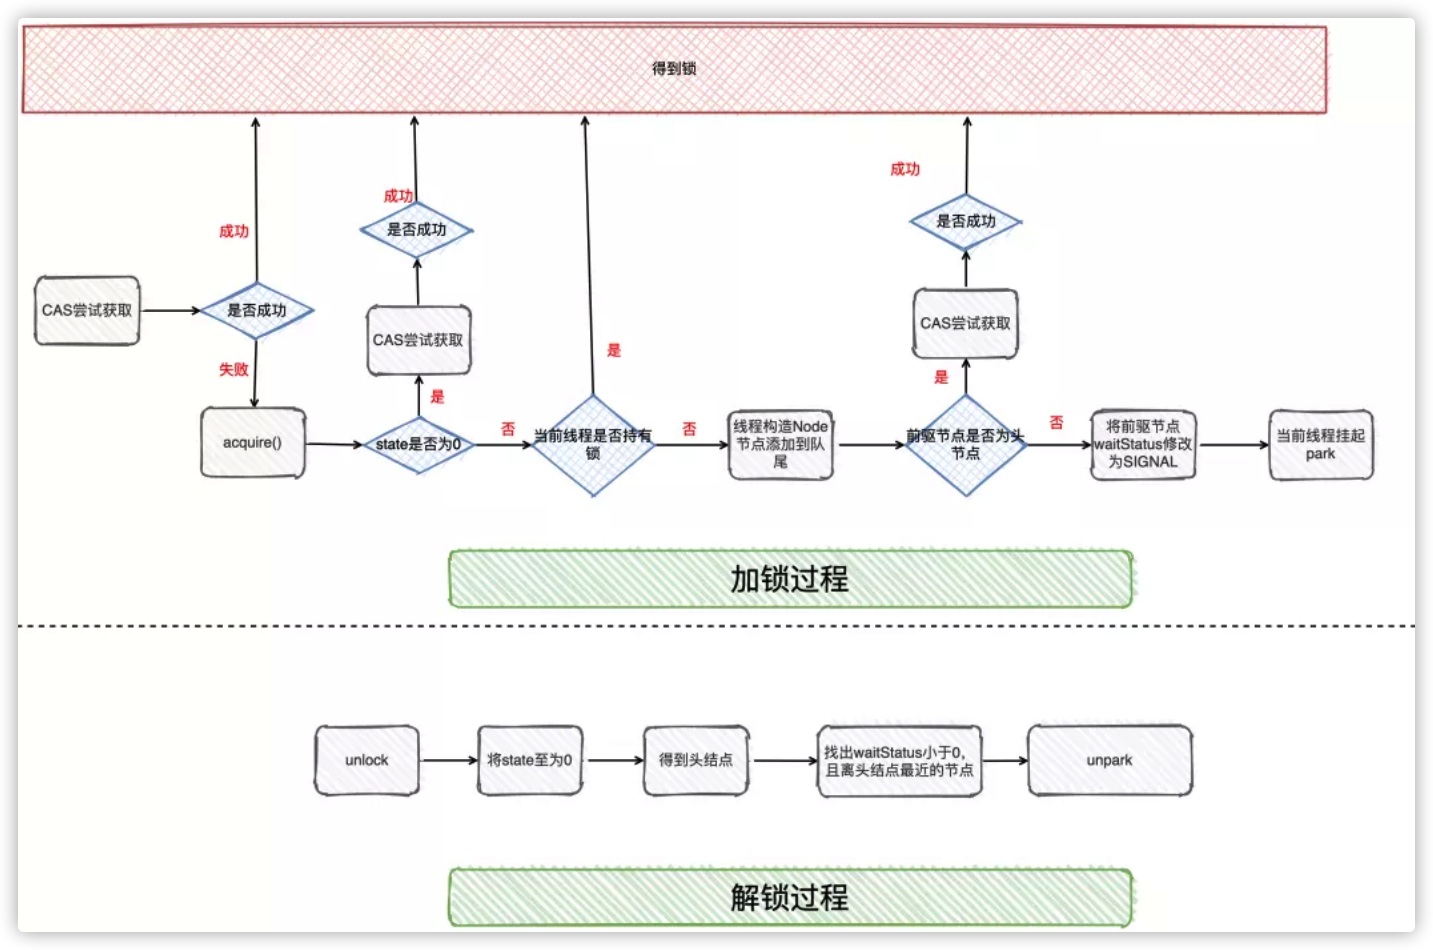 得到锁
成功
成功
成功
是否成功
是否成功
是否成功
CAS尝试获取
CAS尝试获取
CAS尝试获取
失败
是
是
是
acquire()
state是否为0
否
当前线程是否持有
锁
否
线程构造Node
节点添加到队
尾
前驱节点是否为头
节点
否
将前驱节点
waitStatus修改
为SIGNAL
当前线程挂起
park
加锁过程
unlock
将state至为0
得到头结点
找出waitStatus小于0，
且离头结点最近的节点
unpark
解锁过程